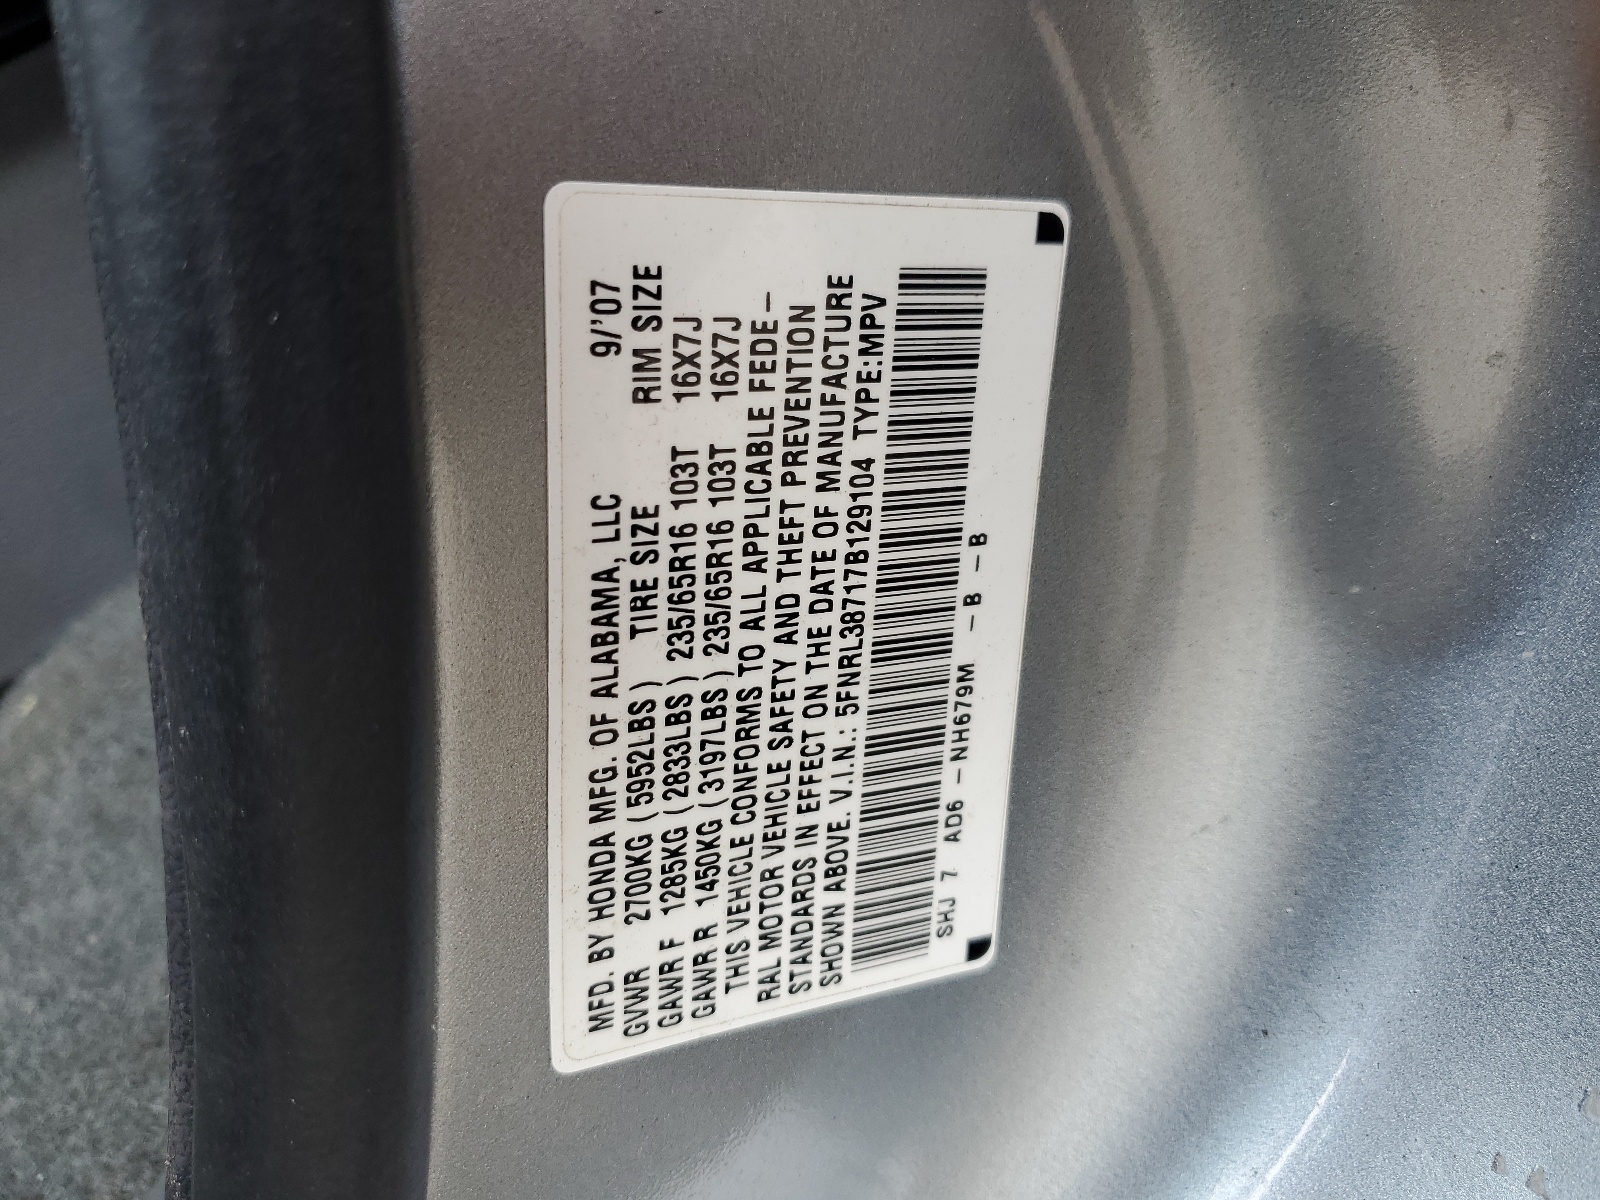 MFD. BY HONDA MFG. OF ALABAMA, LLC 9/'07
GVWR 2700KG (5952LBS) TIRE SIZE RIM SIZE
GAWR F 1285KG (2833LBS) 235/65R16 103T 16X7J
GAWR R 1450KG (3197LBS) 235/65R16 103T 16X7J
THIS VEHICLE CONFORMS TO ALL APPLICABLE FEDE–
RAL MOTOR VEHICLE SAFETY AND THEFT PREVENTION
STANDARDS IN EFFECT ON THE DATE OF MANUFACTURE
SHOWN ABOVE. V.I.N.: 5FNRL38717B129104 TYPE:MPV
SHJ 7 AD6 – NH679M – B – B